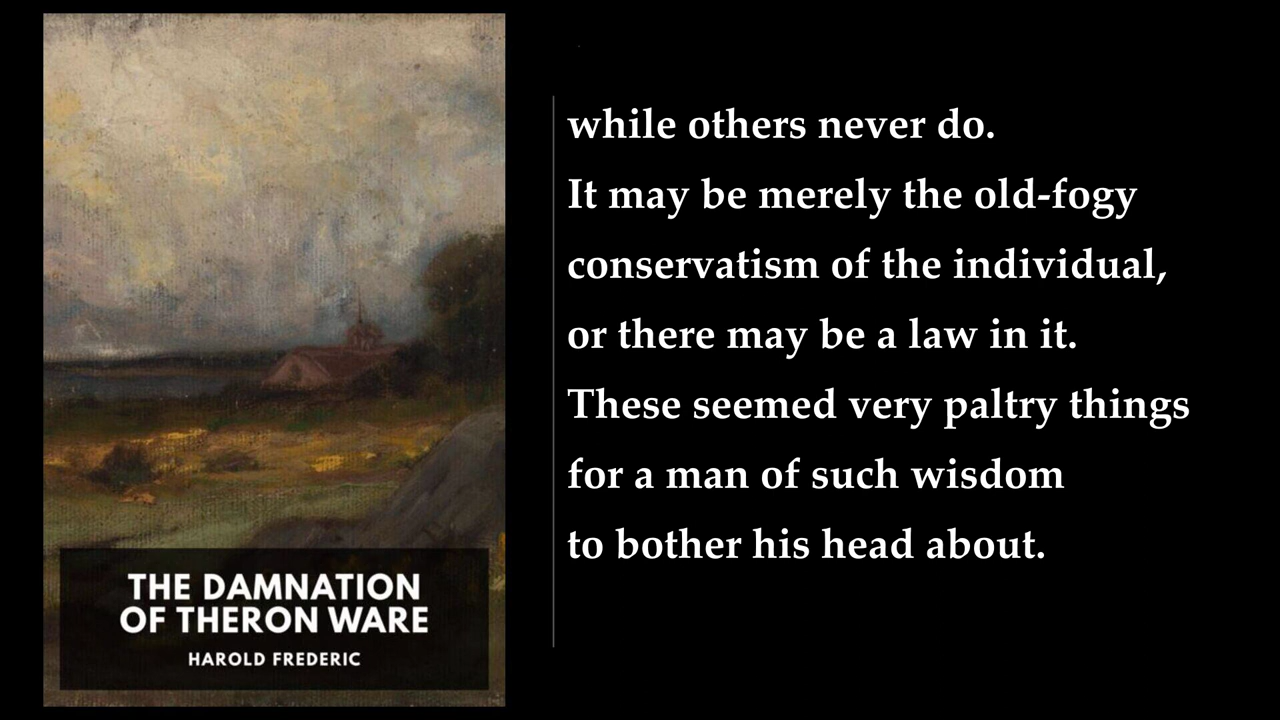 THE DAMNATION
OF THERON WARE
HAROLD FREDERIC
while others never do.
It may be merely the old-fogy
conservatism of the individual,
or there may be a law in it.
These seemed very paltry things
for a man of such wisdom
to bother his head about.